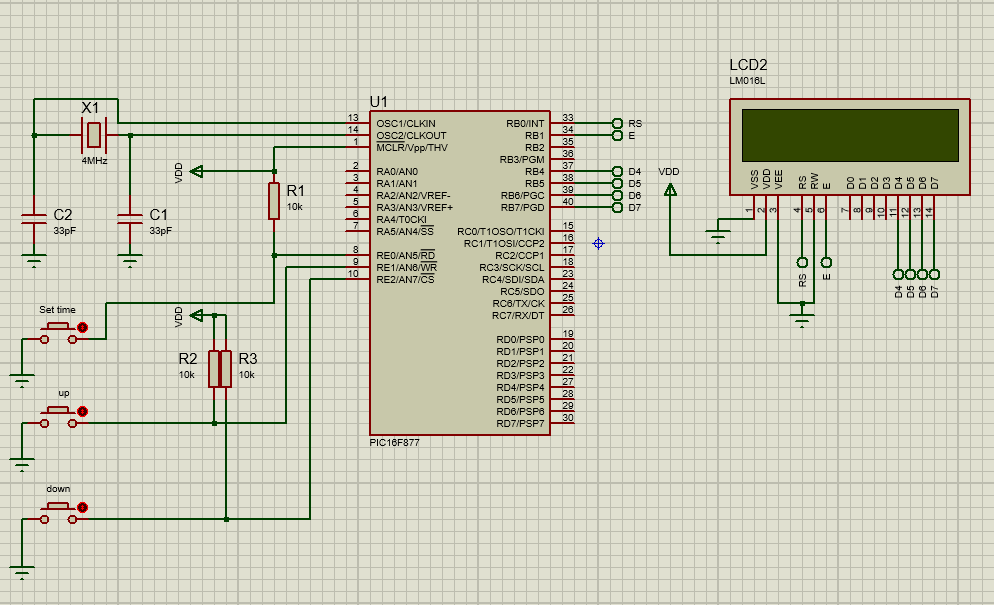 LCD2
LM016L
X1
4MHz
C2
33pF
C1
33pF
VDD
R1
10k
U1
13 OSC1/CLKIN RB0/INT 33 RS
14 OSC2/CLKOUT RB1 34 E
1 MCLR/Vpp/THV RB2 35
RB3/PGM 36
2 RA0/AN0 RB4 37 D4
3 RA1/AN1 RB5 38 D5
4 RA2/AN2/VREF- RB6/PGC 39 D6
5 RA3/AN3/VREF+ RB7/PGD 40 D7
6 RA4/T0CKI
7 RA5/AN4/SS RC0/T1OSO/T1CKI 15
RC1/T1OSI/CCP2 16
8 RE0/AN5/RD RC2/CCP1 17
9 RE1/AN6/WR RC3/SCK/SCL 18
10 RE2/AN7/CS RC4/SDI/SDA 23
RC5/SDO 24
RC6/TX/CK 25
RC7/RX/DT 26
RD0/PSP0 19
RD1/PSP1 20
RD2/PSP2 21
RD3/PSP3 22
RD4/PSP4 27
RD5/PSP5 28
RD6/PSP6 29
RD7/PSP7 30
PIC16F877
VDD
VSS VDD VEE RS RW E D0 D1 D2 D3 D4 D5 D6 D7
1 2 3 4 5 6 7 8 9 10 11 12 13 14
RS E D4 D5 D6 D7
Set time
VDD
R2
10k
R3
10k
up
down